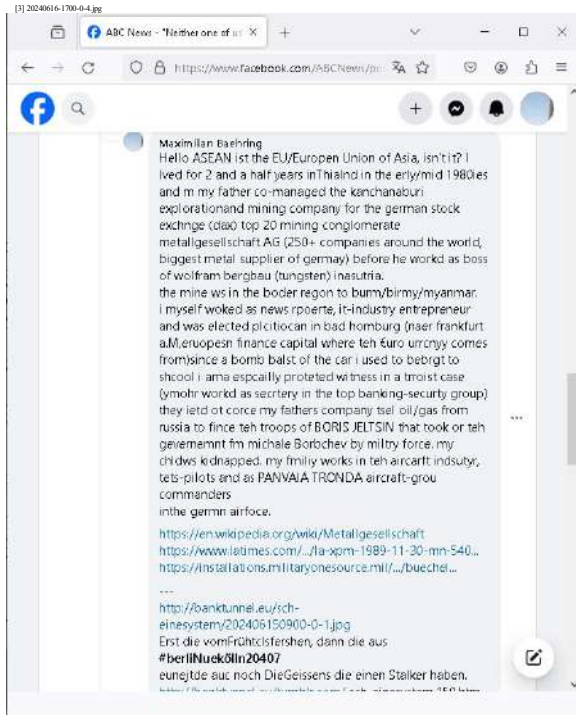 [3] 20240616-1700-0-4.jpg
ABC News - "Neither one of us
https://www.facebook.com/ABCNews/po
Maximilian Baehring
Hello ASEAN ist the EU/Europen Union of Asia, isn't it? I
lved for 2 and a half years inThialnd in the erly/mid 1980ies
and m my father co-managed the kanchanaburi
explorationand mining company for the german stock
exchnge (dax) top 20 mining conglomerate
metallgesellschaft AG (250+ companies around the world,
biggest metal supplier of germay) before he workd as boss
of wolfram bergbau (tungsten) inasutria.
the mine ws in the boder regon to burm/birmy/myanmar.
i myself woked as news rpoerte, it-industry entrepreneur
and was elected plcitiocan in bad homburg (naer frankfurt
a.M,eruopesn finance capital where teh €uro urrcnyy comes
from)since a bomb balst of the car i used to bebrgt to
shcool i ama espcailly proteted witness in a trroist case
(ymohr workd as secrtery in the top banking-securty group)
they ietd ot corce my fathers company tsel oil/gas from
russia to fince teh troops of BORIS JELTSIN that took or teh
gevernemnt fm michale Borbchev by miltry force. my
chidws kidnapped. my fmiliy works in teh aircarft indsutyr,
tets-pilots and as PANVAIA TRONDA aircraft-grou
commanders
inthe germn airfoce.
https://en.wikipedia.org/wiki/Metallgesellschaft
https://www.latimes.com/.../la-xpm-1989-11-30-mn-540...
https://installations.militaryonesource.mil/.../buechel...
---
http://banktunnel.eu/sch-
einesystem/202406150900-0-1.jpg
Erst die vomFrühtclsfershen, dann die aus
#berliNuekölln20407
eunejtde auc noch DieGeissens die einen Stalker haben.